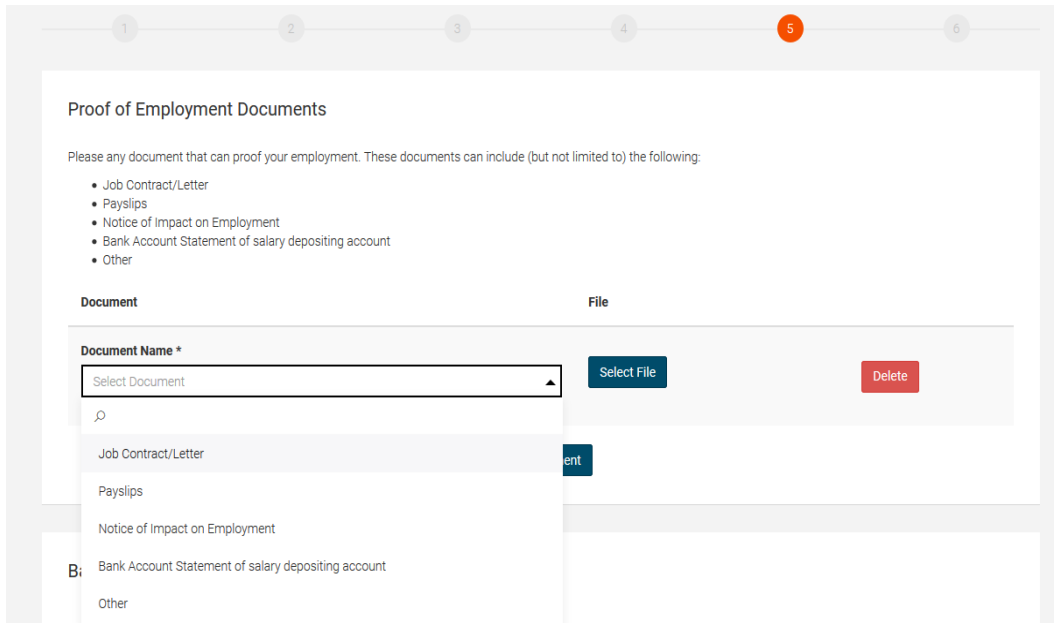 1 2 3 4 5 6
Proof of Employment Documents
Please any document that can proof your employment. These documents can include (but not limited to) the following:
• Job Contract/Letter
• Payslips
• Notice of Impact on Employment
• Bank Account Statement of salary depositing account
• Other
Document File
Document Name *
Select Document
Select File
Delete
Job Contract/Letter
ent
Payslips
Notice of Impact on Employment
Bank Account Statement of salary depositing account
Other